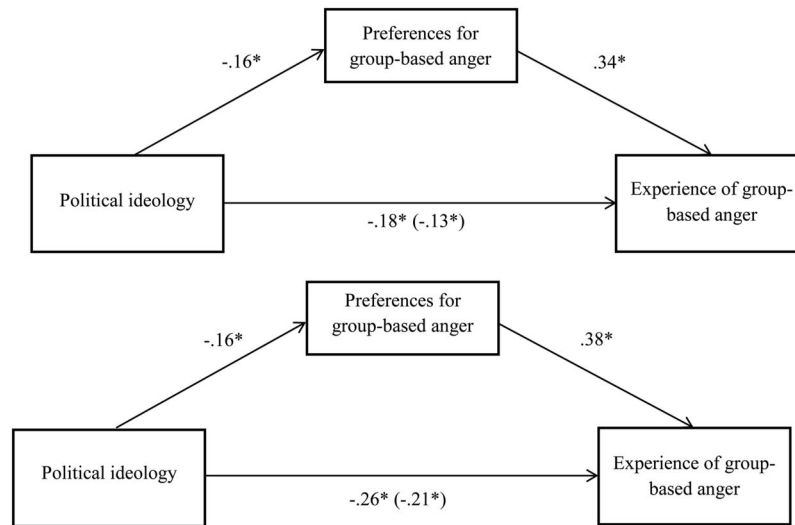 Preferences for
group-based anger
-.16*
.34*
Political ideology
Experience of group-
based anger
-.18* (-.13*)
Preferences for
group-based anger
-.16*
.38*
Political ideology
Experience of group-
based anger
-.26* (-.21*)